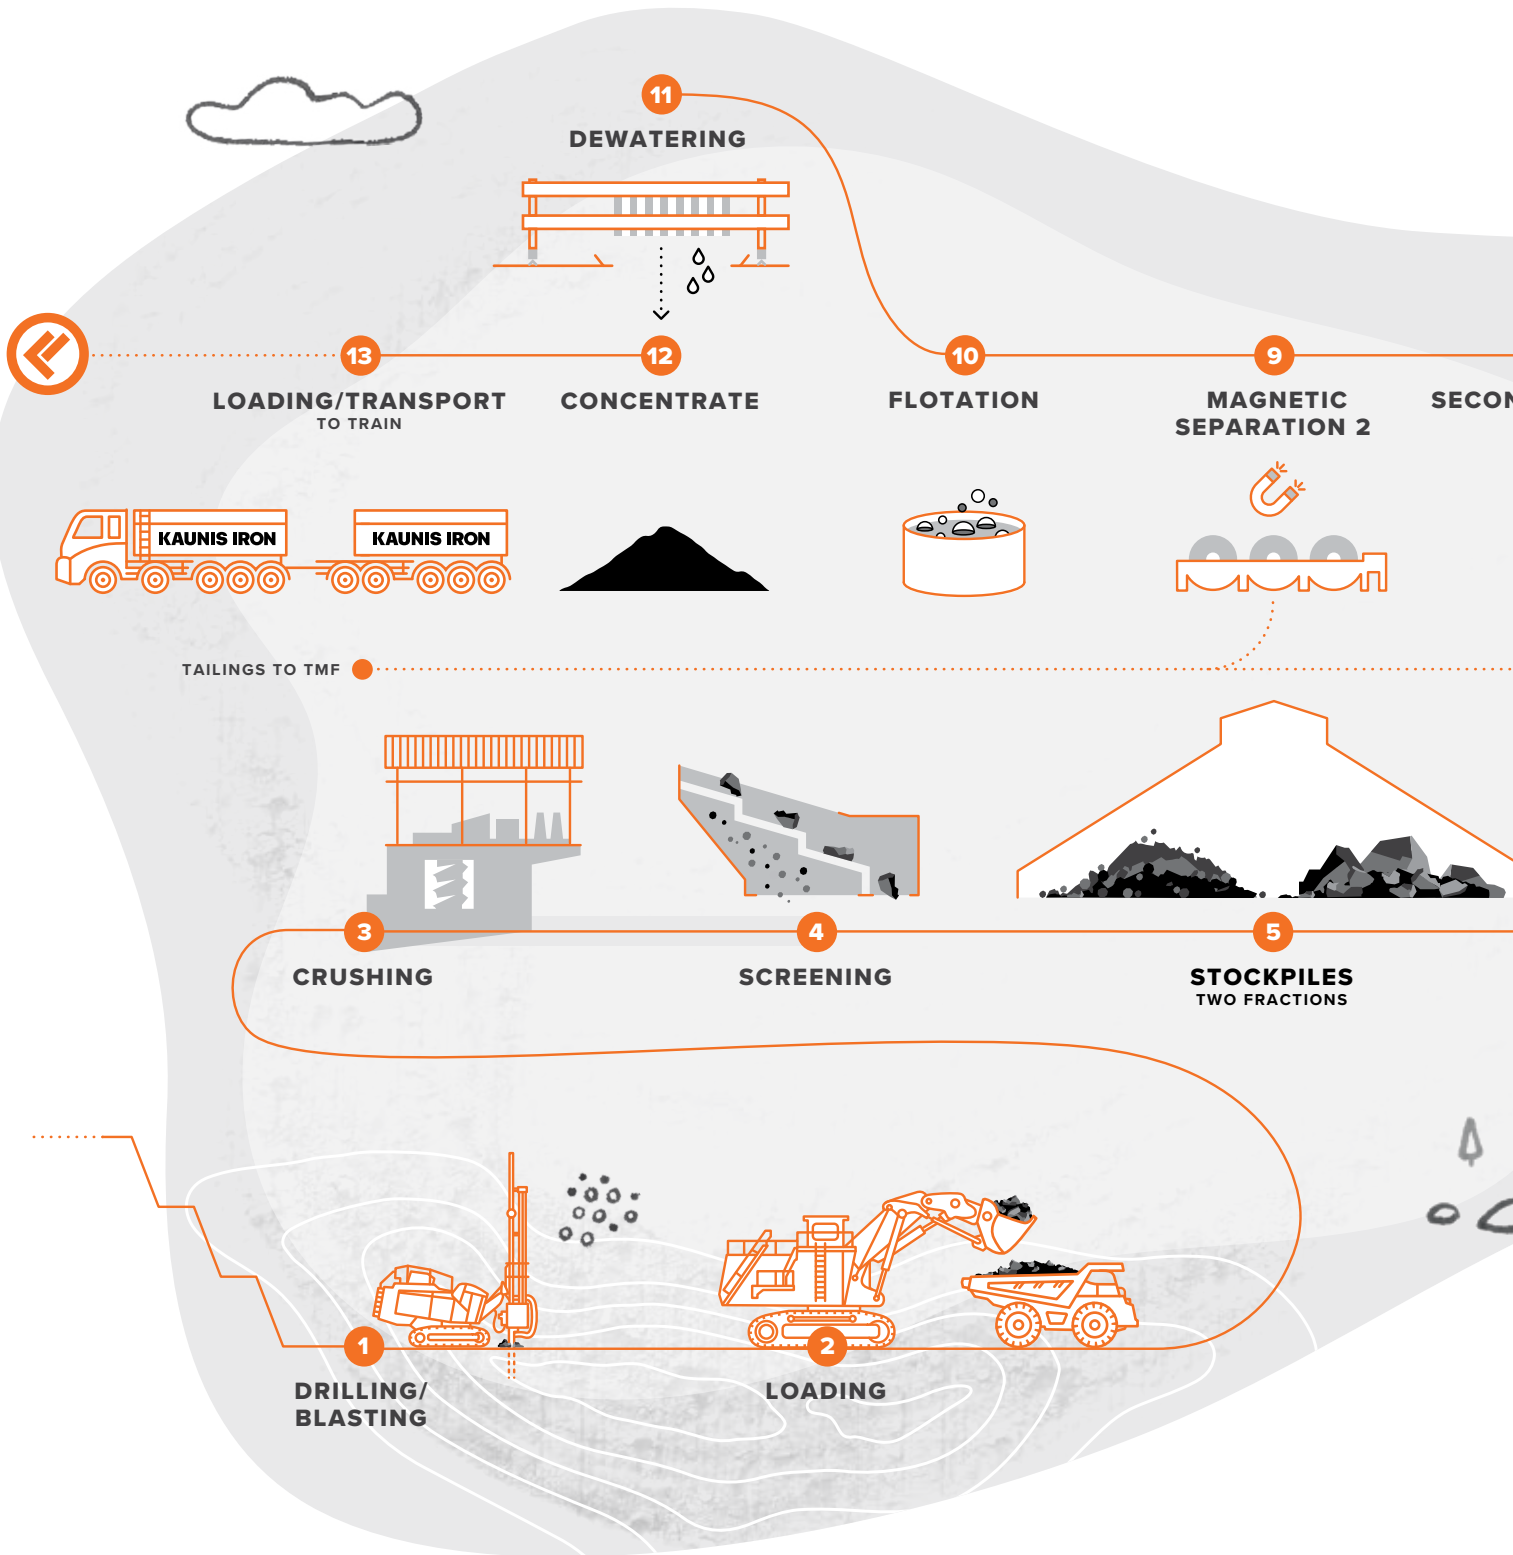 11
DEWATERING
13
12
10
9
LOADING/TRANSPORT
TO TRAIN
CONCENTRATE
FLOTATION
MAGNETIC
SEPARATION 2
SECON
KAUNIS IRON
KAUNIS IRON
TAILINGS TO TMF
3
4
5
CRUSHING
SCREENING
STOCKPILES
TWO FRACTIONS
1
2
DRILLING/
BLASTING
LOADING